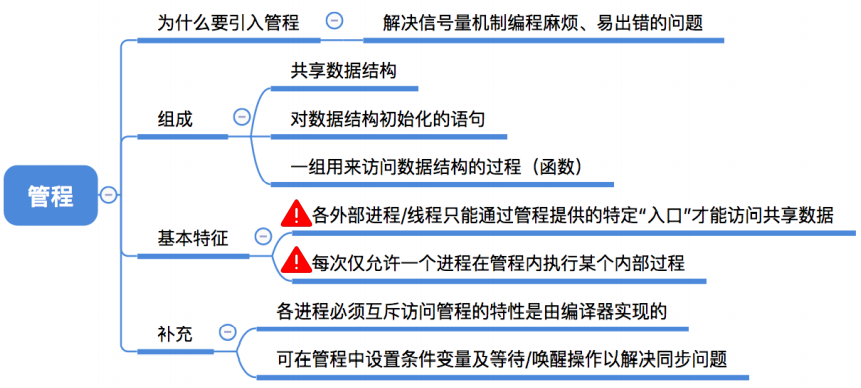 管程
为什么要引入管程
解决信号量机制编程麻烦、易出错的问题
组成
共享数据结构
对数据结构初始化的语句
一组用来访问数据结构的过程（函数）
基本特征
各外部进程/线程只能通过管程提供的特定“入口”才能访问共享数据
每次仅允许一个进程在管程内执行某个内部过程
补充
各进程必须互斥访问管程的特性是由编译器实现的
可在管程中设置条件变量及等待/唤醒操作以解决同步问题